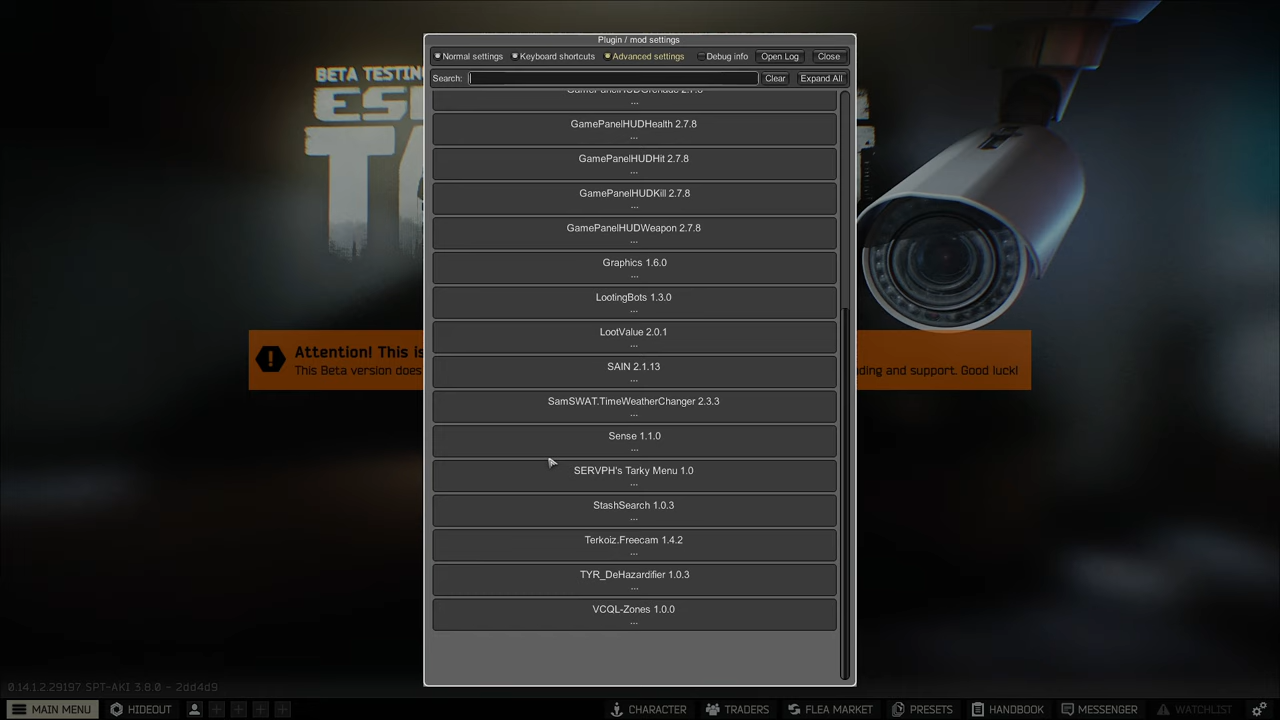 Plugin / mod settings
Normal settings Keyboard shortcuts Advanced settings Debug info Open Log Close
Search: Clear Expand All
BETA TESTING
GamePanelHUDGrenade 2.7.8
...
GamePanelHUDHealth 2.7.8
...
GamePanelHUDHit 2.7.8
...
GamePanelHUDKill 2.7.8
...
GamePanelHUDWeapon 2.7.8
...
Graphics 1.6.0
...
LootingBots 1.3.0
...
LootValue 2.0.1
...
Attention! This is
This Beta version does
ding and support. Good luck!
SAIN 2.1.13
...
SamSWAT.TimeWeatherChanger 2.3.3
...
Sense 1.1.0
...
SERVPH's Tarky Menu 1.0
...
StashSearch 1.0.3
...
Terkoiz.Freecam 1.4.2
...
TYR_DeHazardifier 1.0.3
...
VCQL-Zones 1.0.0
...
0.14.1.2.29197 SPT-AKI 3.8.0 - 2dd4d9
MAIN MENU HIDEOUT CHARACTER TRADERS FLEA MARKET PRESETS HANDBOOK MESSENGER WATCHLIST